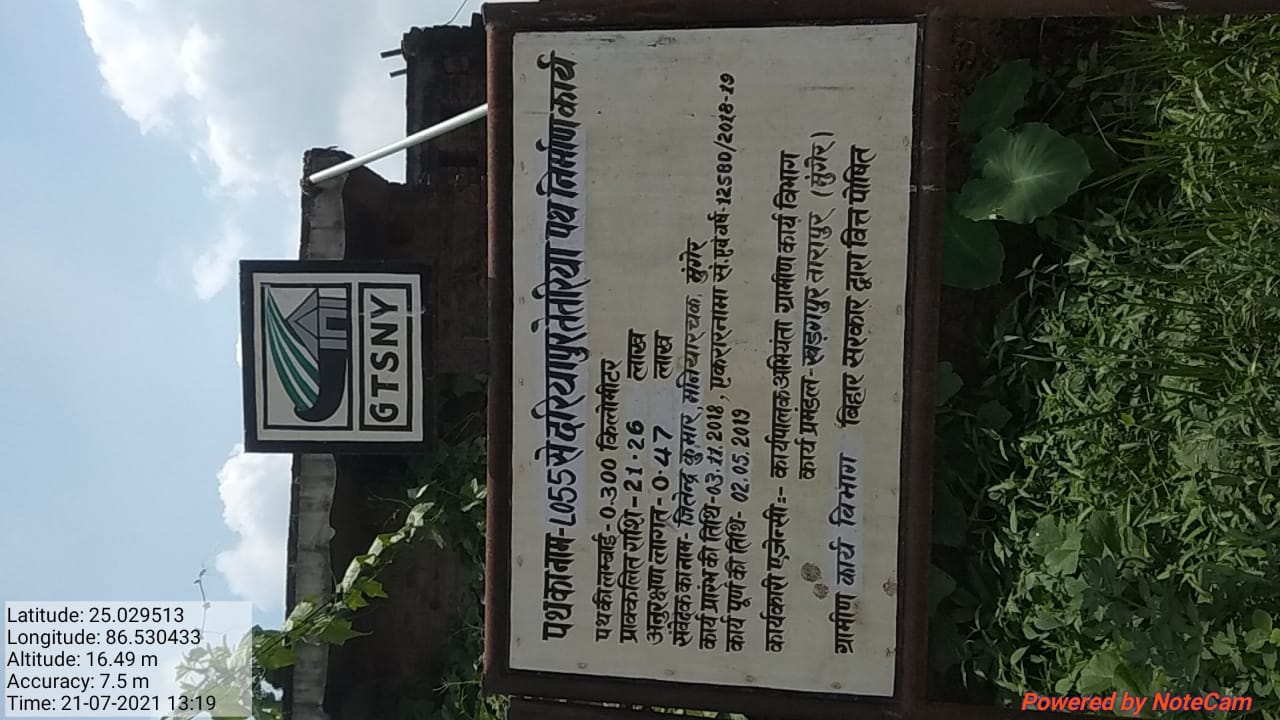 GTSNY
पथ का नाम-L055 से दरियापुर तेतरिया पथ निर्माण कार्य
पथ की लम्बाई- 0.300 किलोमीटर
प्राक्कलित राशि - 21.26 लाख
अनुरक्षण लागत - 0.47 लाख
संवेदक का नाम- जितेन्द्र कुमार, मनियारचक, मुंगेर
कार्य प्रारंभ की तिथि-03.11.2018, एकरारनामा सं. एवं वर्ष-12580/2018-19
कार्य पूर्ण की तिथि- 02.05.2019
कार्यकारी एजेन्सी:- कार्यपालक अभियंता ग्रामीण कार्य विभाग
कार्य प्रमंडल - खड़गपुर तारापुर (मुंगेर)
ग्रामीण कार्य विभाग बिहार सरकार द्वारा वित्त पोषित
Latitude: 25.029513
Longitude: 86.530433
Altitude: 16.49 m
Accuracy: 7.5 m
Time: 21-07-2021 13:19
Powered by NoteCam